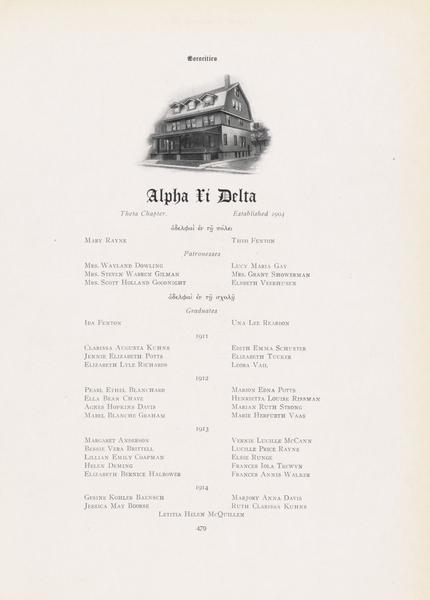 Sororities
Alpha Xi Delta
Theta Chapter. Established 1904
ἀδελφαὶ ἐν τῇ πόλει
Mary Rayne Theo Fenton
Patronesses
Mrs. Wayland Dowling Lucy Maria Gay
Mrs. Steven Warren Gilman Mrs. Grant Showerman
Mrs. Scott Holland Goodnight Elsbeth Veerhusen
ἀδελφαὶ ἐν τῇ σχολῇ
Graduates
Ida Fenton Una Lee Reardon
1911
Clarissa Augusta Kuhns Edith Emma Schuster
Jennie Elizabeth Potts Elizabeth Tucker
Elizabeth Lyle Richards Leora Vail
1912
Pearl Ethel Blanchard Marion Edna Potts
Ella Bean Chave Henrietta Louise Rissman
Agnes Hopkins Davis Marian Ruth Strong
Mabel Blanche Graham Marie Herfurth Vaas
1913
Margaret Anderson Vernie Lucille McCann
Bessie Vera Brittell Lucille Price Rayne
Lillian Emily Chapman Elsie Runge
Helen Deming Frances Iola Trewyn
Elizabeth Bernice Halbower Frances Annis Walker
1914
Gesine Kohler Baensch Marjory Anna Davis
Jessica May Boorse Ruth Clarissa Kuhns
Letitia Helen McQuillen
479